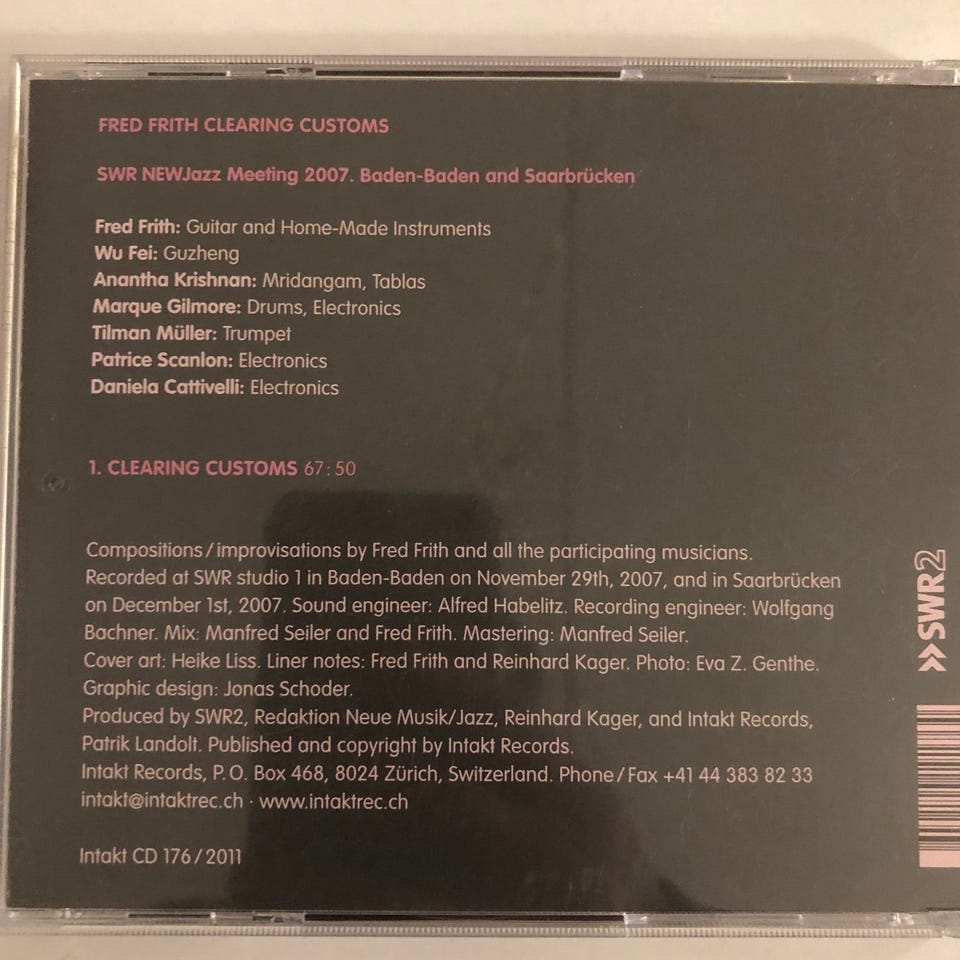 FRED FRITH CLEARING CUSTOMS
SWR NEWJazz Meeting 2007. Baden-Baden and Saarbrücken
Fred Frith: Guitar and Home-Made Instruments
Wu Fei: Guzheng
Anantha Krishnan: Mridangam, Tablas
Marque Gilmore: Drums, Electronics
Tilman Müller: Trumpet
Patrice Scanlon: Electronics
Daniela Cattivelli: Electronics
1. CLEARING CUSTOMS 67:50
Compositions/improvisations by Fred Frith and all the participating musicians.
Recorded at SWR studio 1 in Baden-Baden on November 29th, 2007, and in Saarbrücken
on December 1st, 2007. Sound engineer: Alfred Habelitz. Recording engineer: Wolfgang
Bachner. Mix: Manfred Seiler and Fred Frith. Mastering: Manfred Seiler.
Cover art: Heike Liss. Liner notes: Fred Frith and Reinhard Kager. Photo: Eva Z. Genthe.
Graphic design: Jonas Schoder.
Produced by SWR2, Redaktion Neue Musik/Jazz, Reinhard Kager, and Intakt Records,
Patrik Landolt. Published and copyright by Intakt Records.
Intakt Records, P.O. Box 468, 8024 Zürich, Switzerland. Phone/Fax +41 44 383 82 33
intakt@intaktrec.ch · www.intaktrec.ch
Intakt CD 176/2011
SWR2